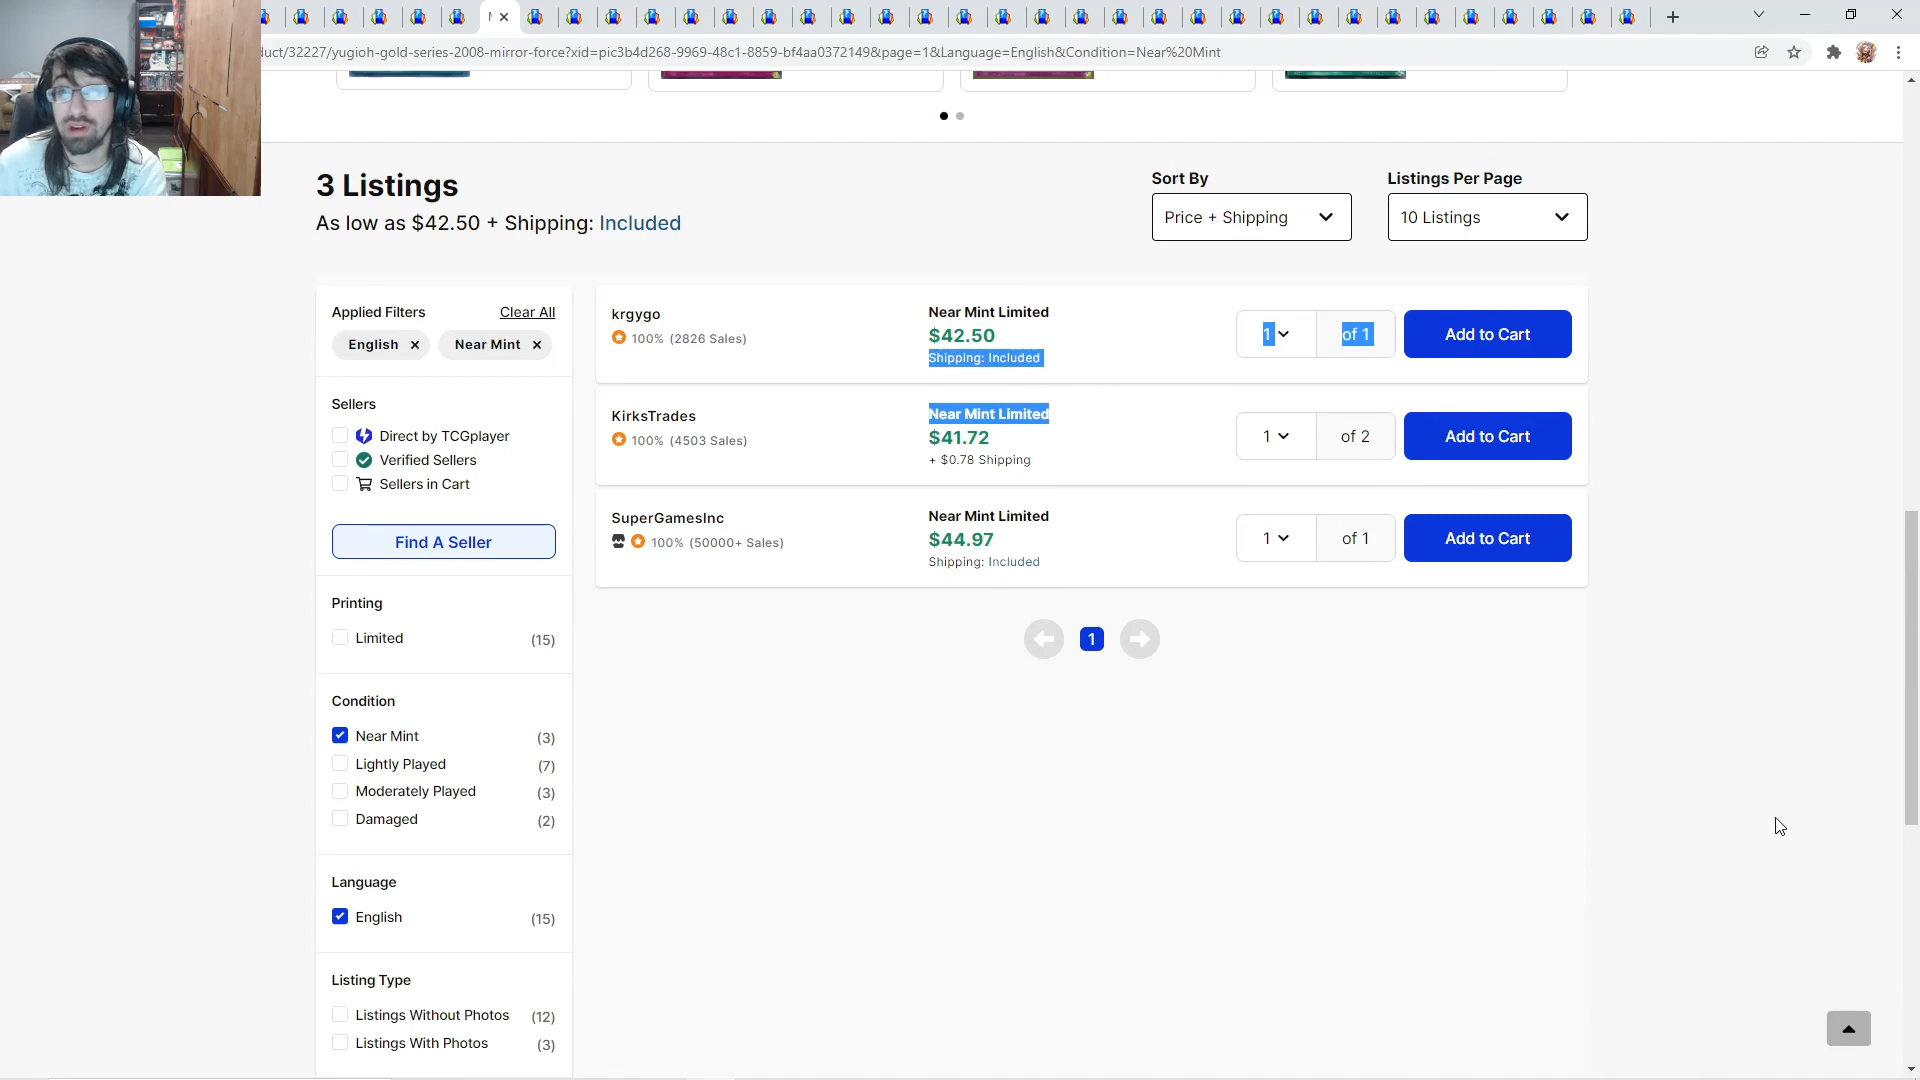 duct/32227/yugioh-gold-series-2008-mirror-force?xid=pic3b4d268-9969-48c1-8859-bf4aa0372149&page=1&Language=English&Condition=Near%20Mint
3 Listings
As low as $42.50 + Shipping: Included
Sort By
Price + Shipping
Listings Per Page
10 Listings
Applied Filters
Clear All
English
Near Mint
Sellers
Direct by TCGplayer
Verified Sellers
Sellers in Cart
Find A Seller
Printing
Limited (15)
Condition
Near Mint (3)
Lightly Played (7)
Moderately Played (3)
Damaged (2)
Language
English (15)
Listing Type
Listings Without Photos (12)
Listings With Photos (3)
krgygo
100% (2826 Sales)
Near Mint Limited
$42.50
Shipping: Included
1 of 1
Add to Cart
KirksTrades
100% (4503 Sales)
Near Mint Limited
$41.72
+ $0.78 Shipping
1 of 2
Add to Cart
SuperGamesInc
100% (50000+ Sales)
Near Mint Limited
$44.97
Shipping: Included
1 of 1
Add to Cart
1